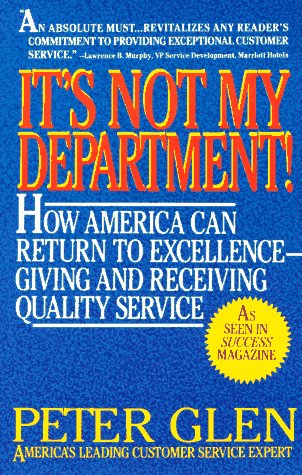 "AN ABSOLUTE MUST...REVITALIZES ANY READER'S
COMMITMENT TO PROVIDING EXCEPTIONAL CUSTOMER
SERVICE." --Lawrence B. Murphy, VP Service Development, Marriott Hotels
IT'S NOT MY
DEPARTMENT!
HOW AMERICA CAN
RETURN TO EXCELLENCE—
GIVING AND RECEIVING
QUALITY SERVICE
AS
SEEN IN
SUCCESS
MAGAZINE
PETER GLEN
AMERICA'S LEADING CUSTOMER SERVICE EXPERT